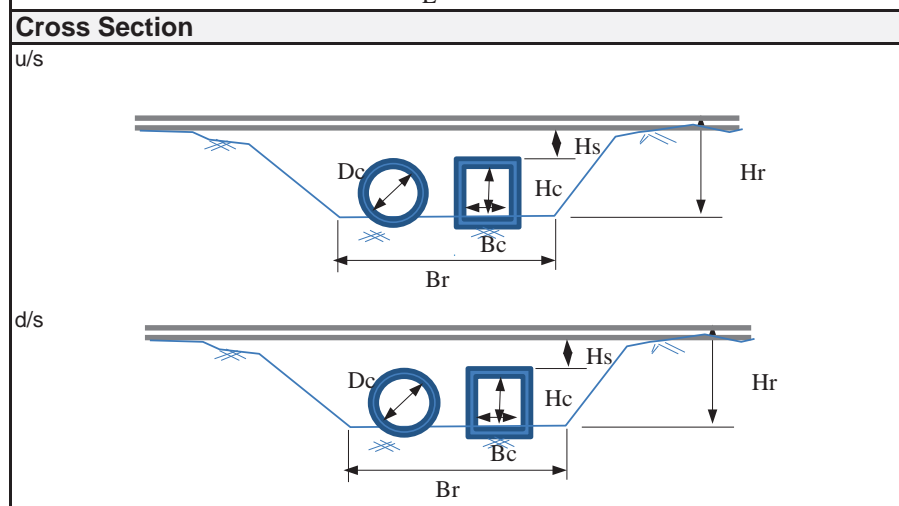 L
Cross Section
u/s
Hs
Dc
Hr
Hc
Bc
Br
d/s
Hs
Dc
Hr
Hc
Bc
Br